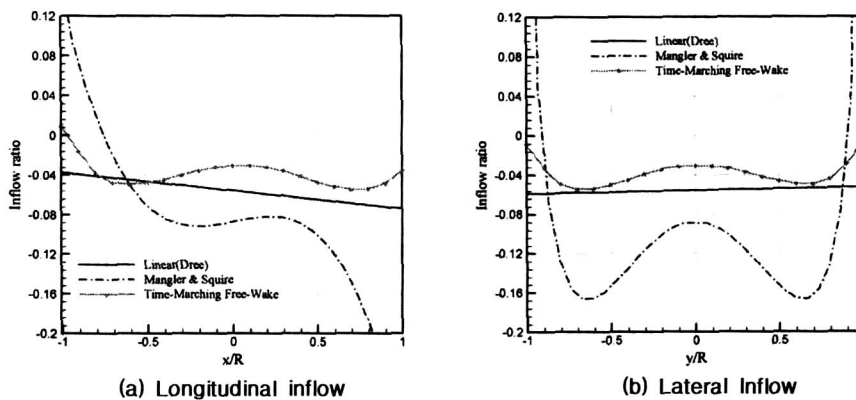 0.12
0.08
0.04
0
-0.04
-0.08
-0.12
-0.16
-0.2
Inflow ratio
Linear(Dree)
Mangler & Squire
Time-Marching Free-Wake
-1
-0.5
0
0.5
1
x/R
(a) Longitudinal inflow
0.12
0.08
0.04
0
-0.04
-0.08
-0.12
-0.16
-0.2
Inflow ratio
Linear(Dree)
Mangler & Squire
Time-Marching Free-Wake
-1
-0.5
0
0.5
y/R
(b) Lateral Inflow